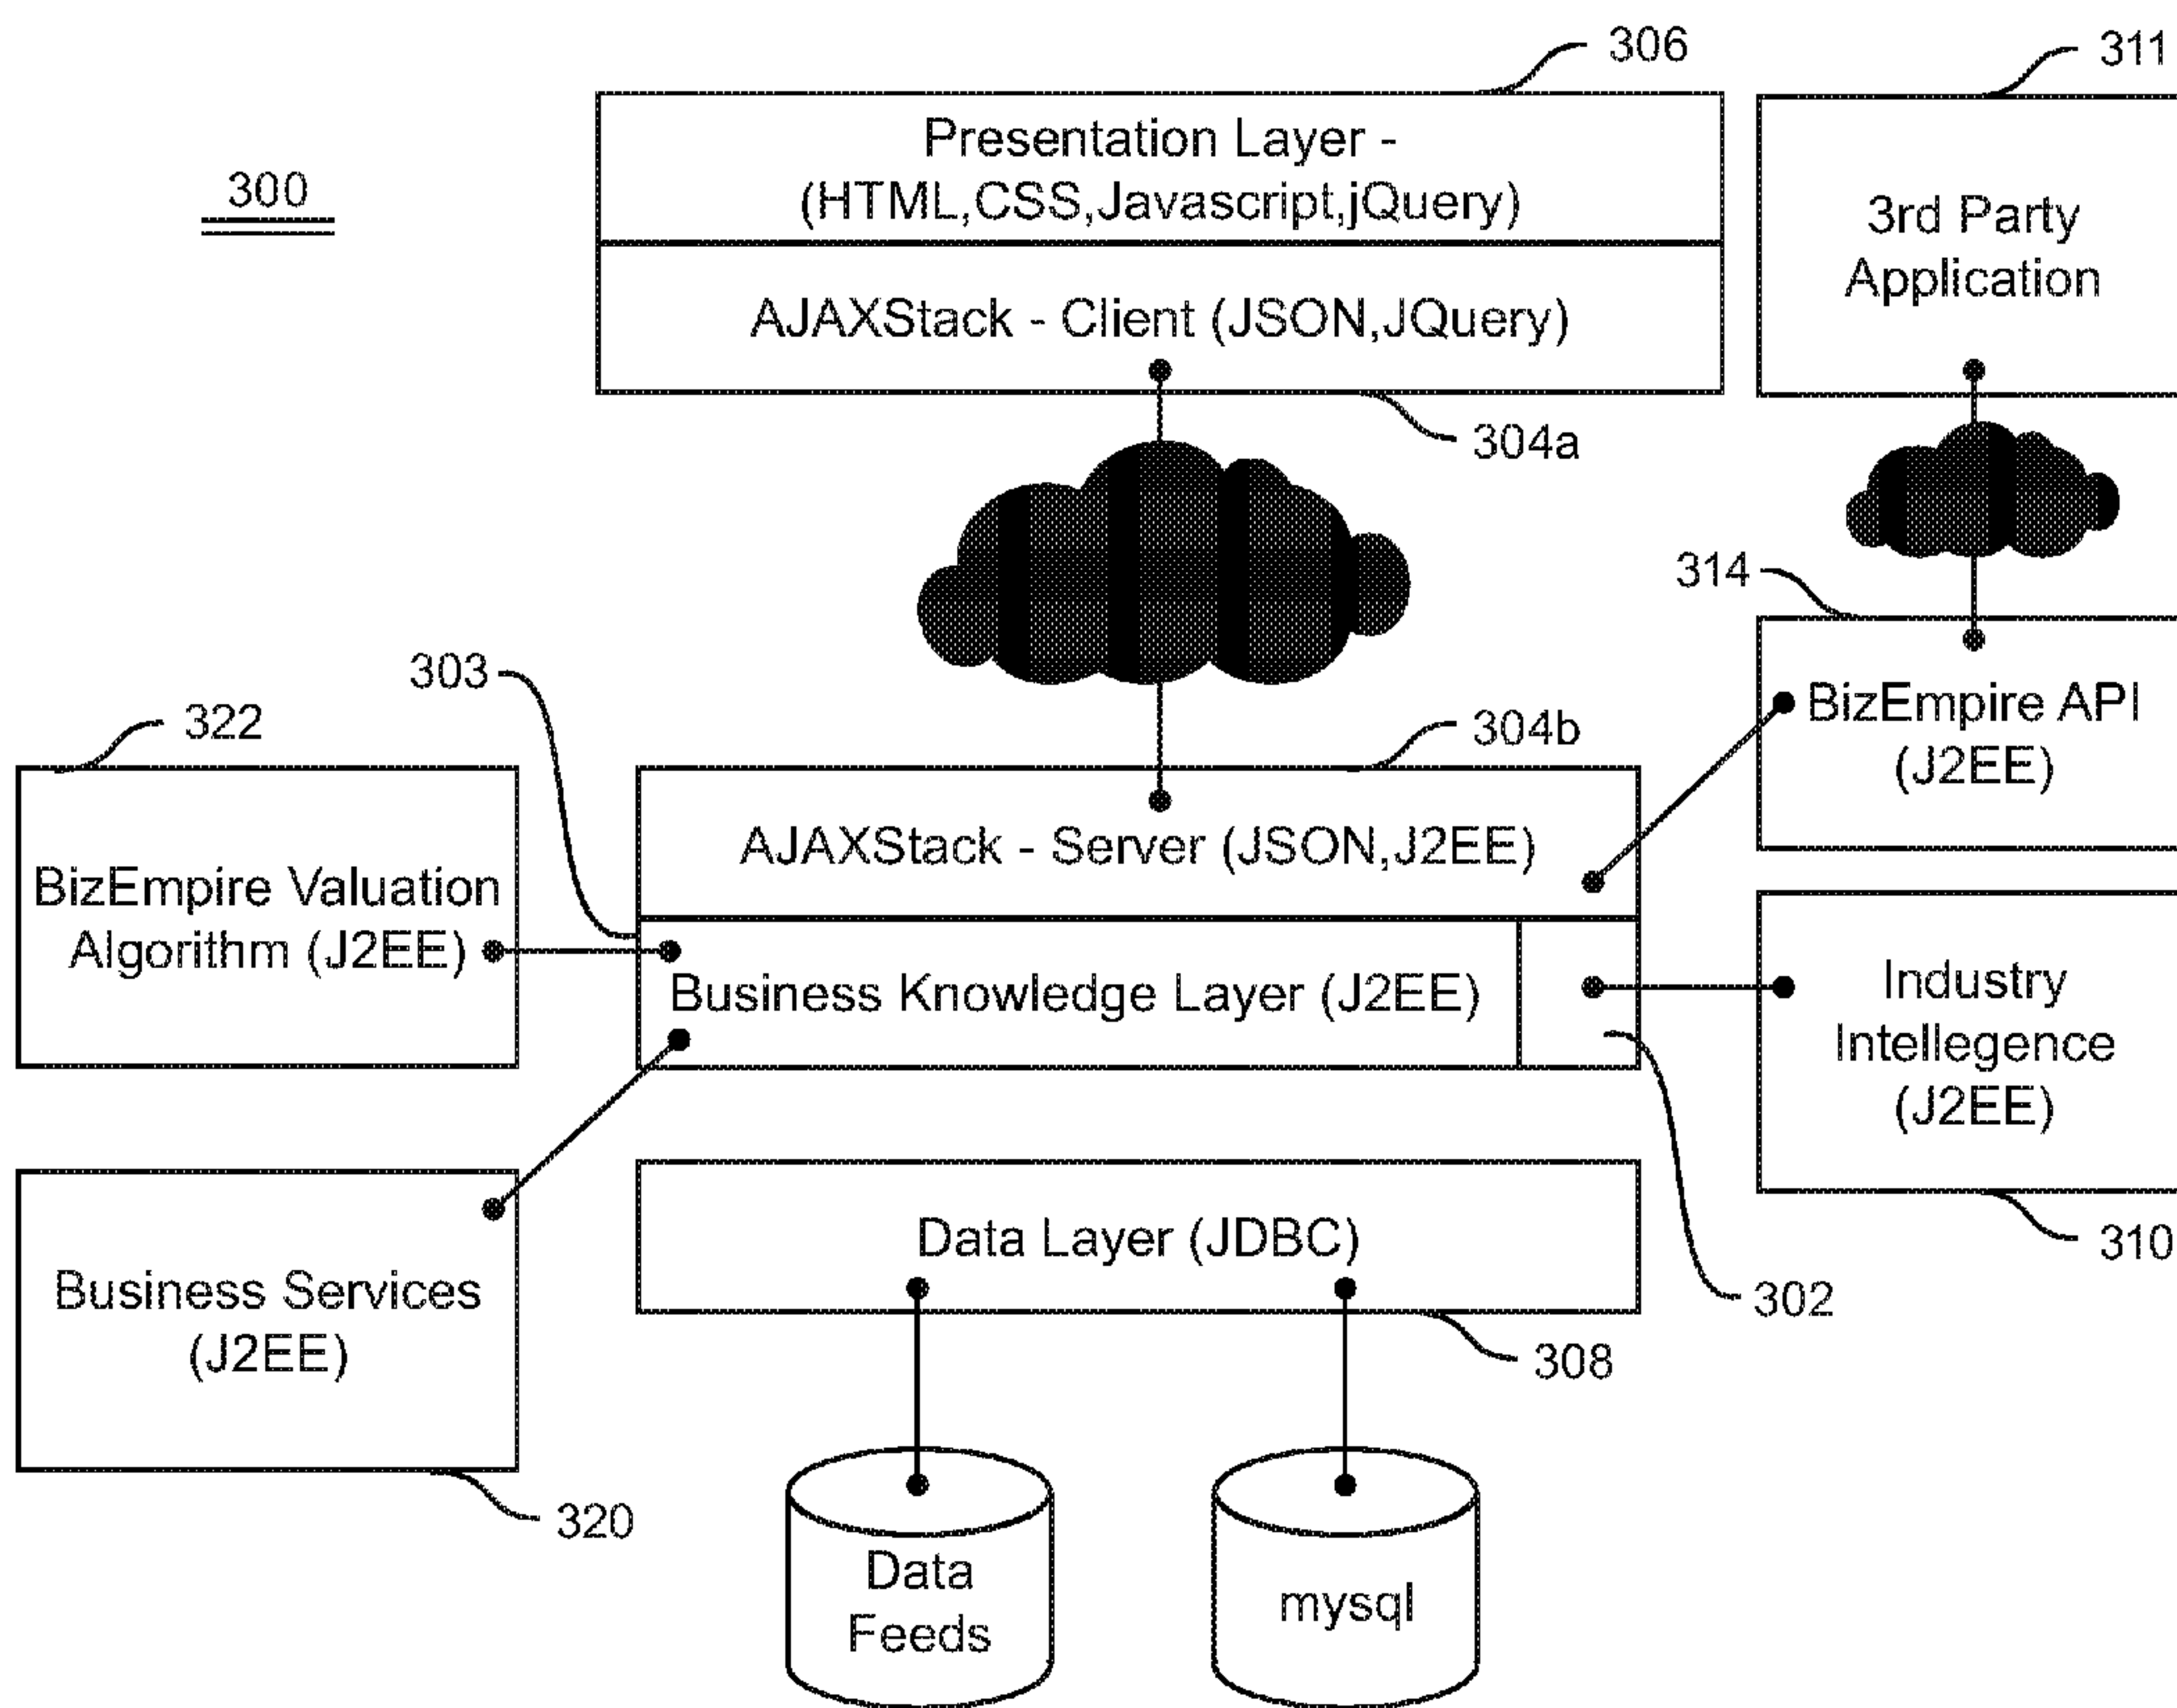 306
311
300
Presentation Layer -
(HTML,CSS,Javascript,jQuery)
3rd Party
Application
AJAXStack - Client (JSON,JQuery)
304a
314
303
322
304b
BizEmpire API
(J2EE)
AJAXStack - Server (JSON,J2EE)
BizEmpire Valuation
Algorithm (J2EE)
Business Knowledge Layer (J2EE)
Industry
Intellegence
(J2EE)
310
302
Data Layer (JDBC)
308
Business Services
(J2EE)
320
Data
Feeds
mysql